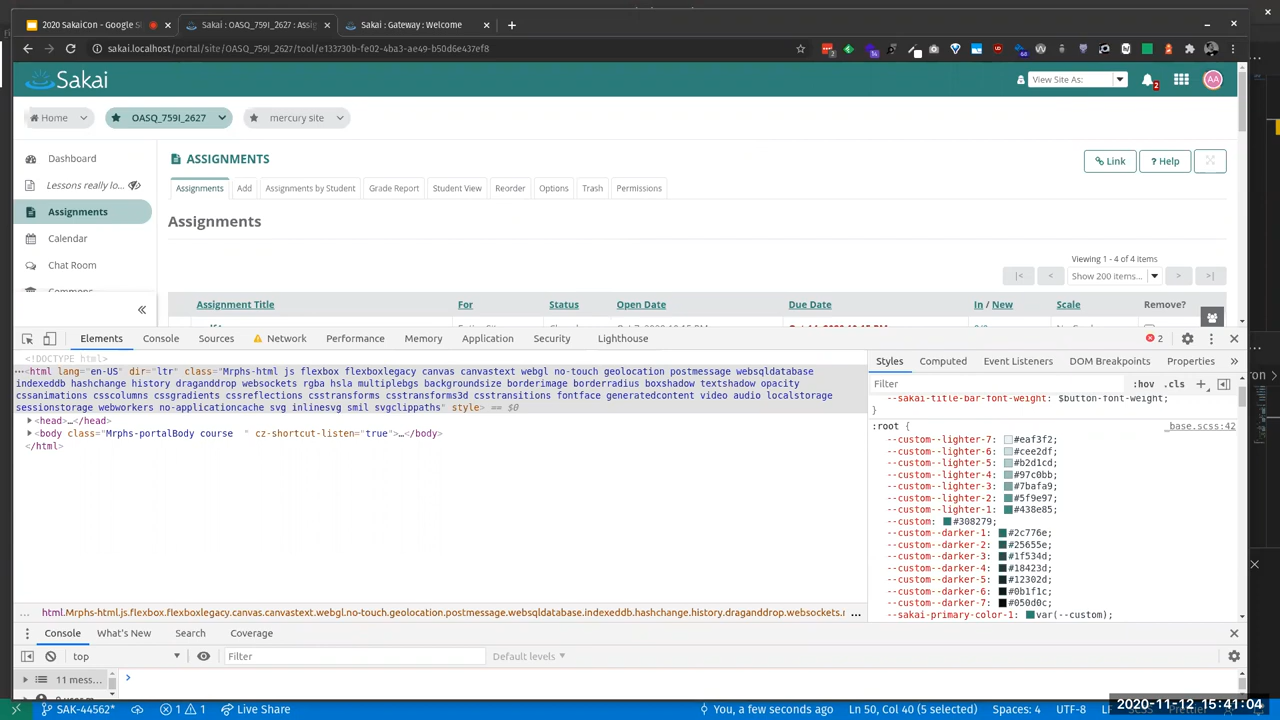 2020 SakaiCon - Google S
Sakai : OASQ_759I_2627 : Assig
Sakai : Gateway : Welcome
sakai.localhost/portal/site/OASQ_759I_2627/tool/e133730b-fe02-4ba3-ae49-b50d6e437ef8
Sakai
View Site As:
2
AA
Home
OASQ_759I_2627
mercury site
Dashboard
Lessons really lo...
Assignments
Calendar
Chat Room
ASSIGNMENTS
Link
? Help
Assignments
Add
Assignments by Student
Grade Report
Student View
Reorder
Options
Trash
Permissions
Assignments
Viewing 1 - 4 of 4 items
|<
<
Show 200 items...
>
>|
Assignment Title
For
Status
Open Date
Due Date
In / New
Scale
Remove?
Elements
Console
Sources
Network
Performance
Memory
Application
Security
Lighthouse
2
<!DOCTYPE html>
<html lang="en-US" dir="ltr" class="Mrphs-html js flexbox flexboxlegacy canvas canvastext webgl no-touch geolocation postmessage websqldatabase
indexeddb hashchange history draganddrop websockets rgba hsla multiplebgs backgroundsize borderimage borderradius boxshadow textshadow opacity
cssanimations csscolumns cssgradients cssreflections csstransforms csstransforms3d csstransitions fontface generatedcontent video audio localstorage
sessionstorage webworkers no-applicationcache svg inlinesvg smil svgclippaths" style> == $0
<head>…</head>
<body class="Mrphs-portalBody course  " cz-shortcut-listen="true">…</body>
</html>
... html.Mrphs-html.js.flexbox.flexboxlegacy.canvas.canvastext.webgl.no-touch.geolocation.postmessage.websqldatabase.indexeddb.hashchange.history.draganddrop.websockets.r ...
Styles
Computed
Event Listeners
DOM Breakpoints
Properties
Filter
:hov .cls +
--sakai-title-bar-font-weight: $button-font-weight;
}
:root {
_base.scss:42
--custom--lighter-7: #eaf3f2;
--custom--lighter-6: #cee2df;
--custom--lighter-5: #b2d1cd;
--custom--lighter-4: #97c0bb;
--custom--lighter-3: #7bafa9;
--custom--lighter-2: #5f9e97;
--custom--lighter-1: #438e85;
--custom: #308279;
--custom--darker-1: #2c776e;
--custom--darker-2: #25655e;
--custom--darker-3: #1f534d;
--custom--darker-4: #18423d;
--custom--darker-5: #12302d;
--custom--darker-6: #0b1f1c;
--custom--darker-7: #050d0c;
--sakai-primary-color-1: var(--custom);
Console
What's New
Search
Coverage
top
Filter
Default levels
11 mess...
SAK-44562*
1
1
Live Share
You, a few seconds ago
Ln 50, Col 40 (5 selected)
Spaces: 4
UTF-8
2020-11-12 15:41:04